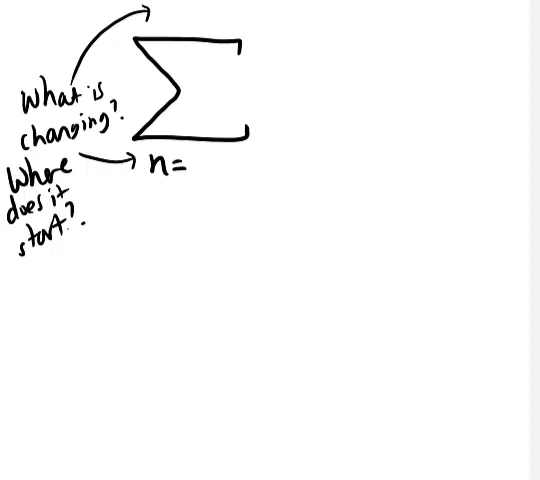 What is
changing?
Where
does it
start?
Σ
n=